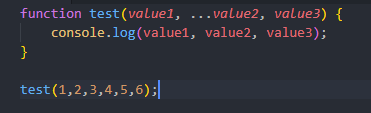 function test(value1, ...value2, value3) {
    console.log(value1, value2, value3);
}
test(1,2,3,4,5,6);